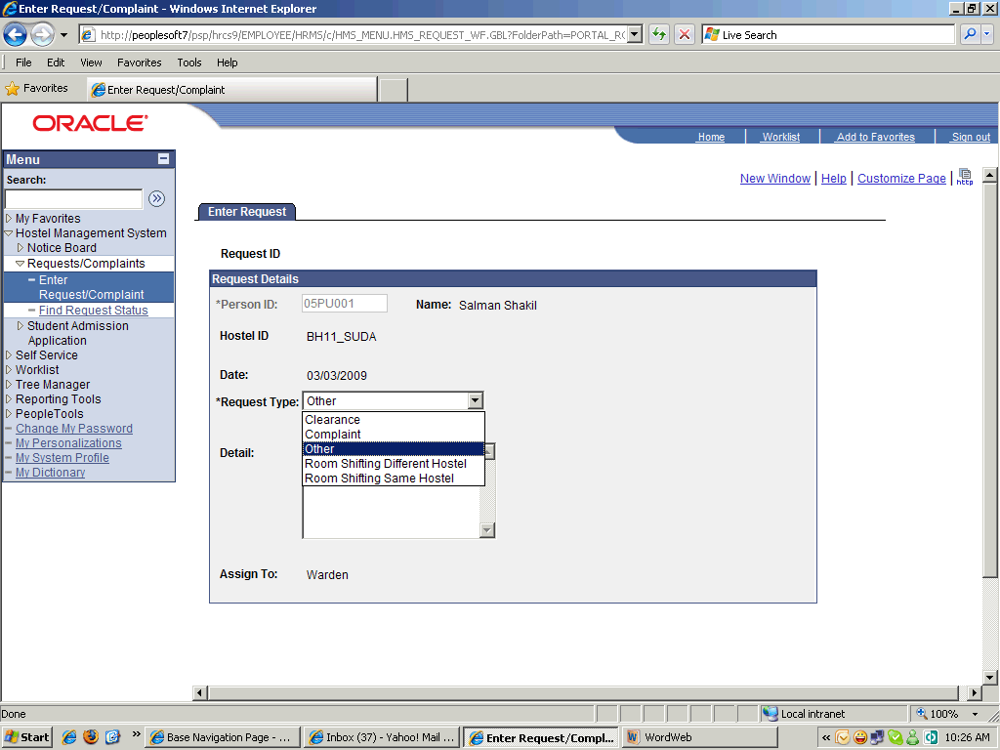 Enter Request/Complaint - Windows Internet Explorer
http://peoplesoft7/psp/hrcs9/EMPLOYEE/HRMS/c/HMS_MENU.HMS_REQUEST_WF.GBL?FolderPath=PORTAL_RO
Live Search
File Edit View Favorites Tools Help
Favorites
Enter Request/Complaint
ORACLE
Home Worklist Add to Favorites Sign out
Menu
Search:
My Favorites
Hostel Management System
Notice Board
Requests/Complaints
Enter
Request/Complaint
Find Request Status
Student Admission
Application
Self Service
Worklist
Tree Manager
Reporting Tools
PeopleTools
Change My Password
My Personalizations
My System Profile
My Dictionary
New Window | Help | Customize Page | http
Enter Request
Request ID
Request Details
*Person ID: 05PU001 Name: Salman Shakil
Hostel ID BH11_SUDA
Date: 03/03/2009
*Request Type: Other
Clearance
Complaint
Other
Room Shifting Different Hostel
Room Shifting Same Hostel
Detail:
Assign To: Warden
Done Local intranet 100%
Start Base Navigation Page - ... Inbox (37) - Yahoo! Mail ... Enter Request/Compl... WordWeb 10:26 AM